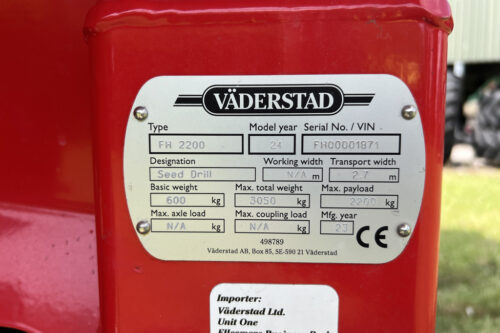 VÄDERSTAD
Type Model year Serial No. / VIN
FH 2200 24 FH00001871
Designation Working width Transport width
Seed Drill N/A m 2.7 m
Basic weight Max. total weight Max. payload
600 kg 3050 kg 2200 kg
Max. axle load Max. coupling load Mfg. year
N/A kg N/A kg 23 CE
498789
Väderstad AB, Box 85, SE-590 21 Väderstad
Importer:
Väderstad Ltd.
Unit One